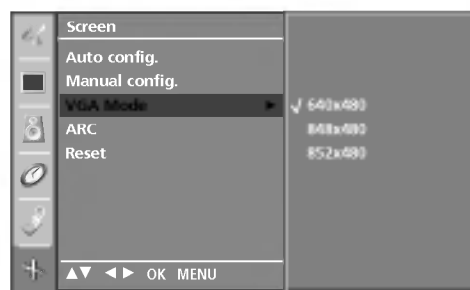 Screen
Auto config.
Manual config.
VGA Mode ►
ARC
Reset
√ 640x480
848x480
852x480
▲▼ ◄ ► OK MENU